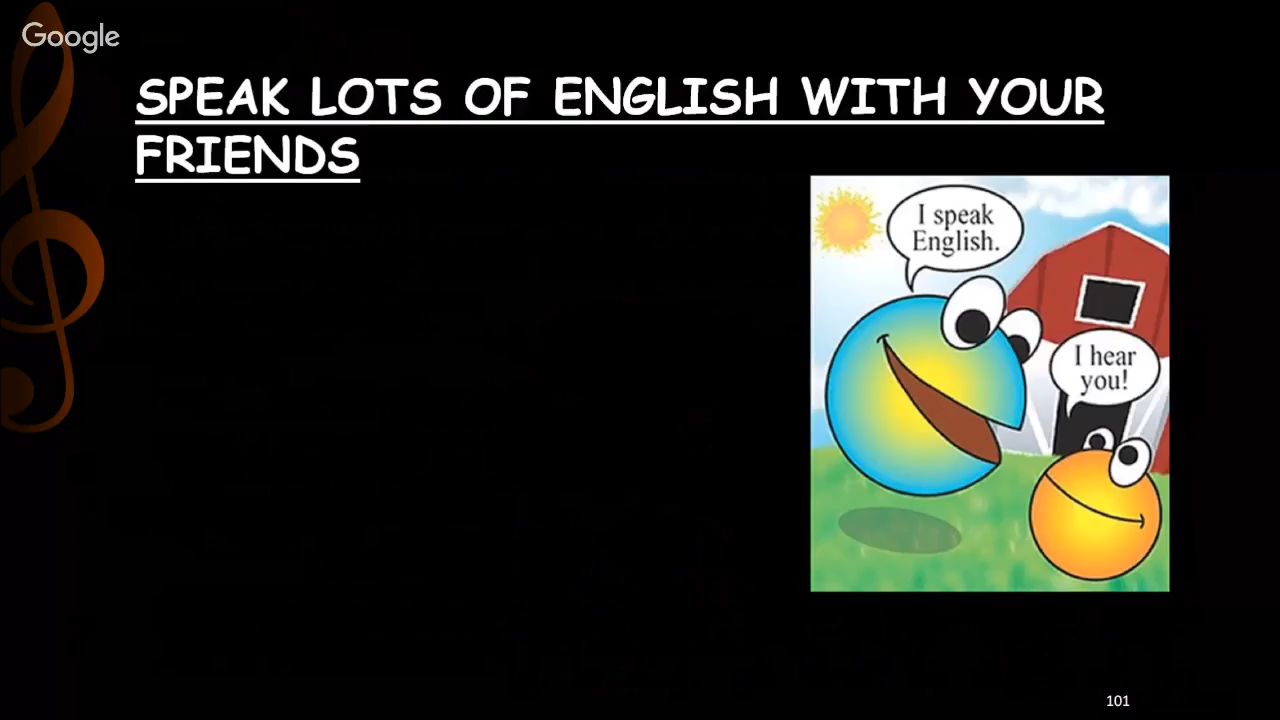 Google
SPEAK LOTS OF ENGLISH WITH YOUR
FRIENDS
I speak
English.
I hear
you!
101